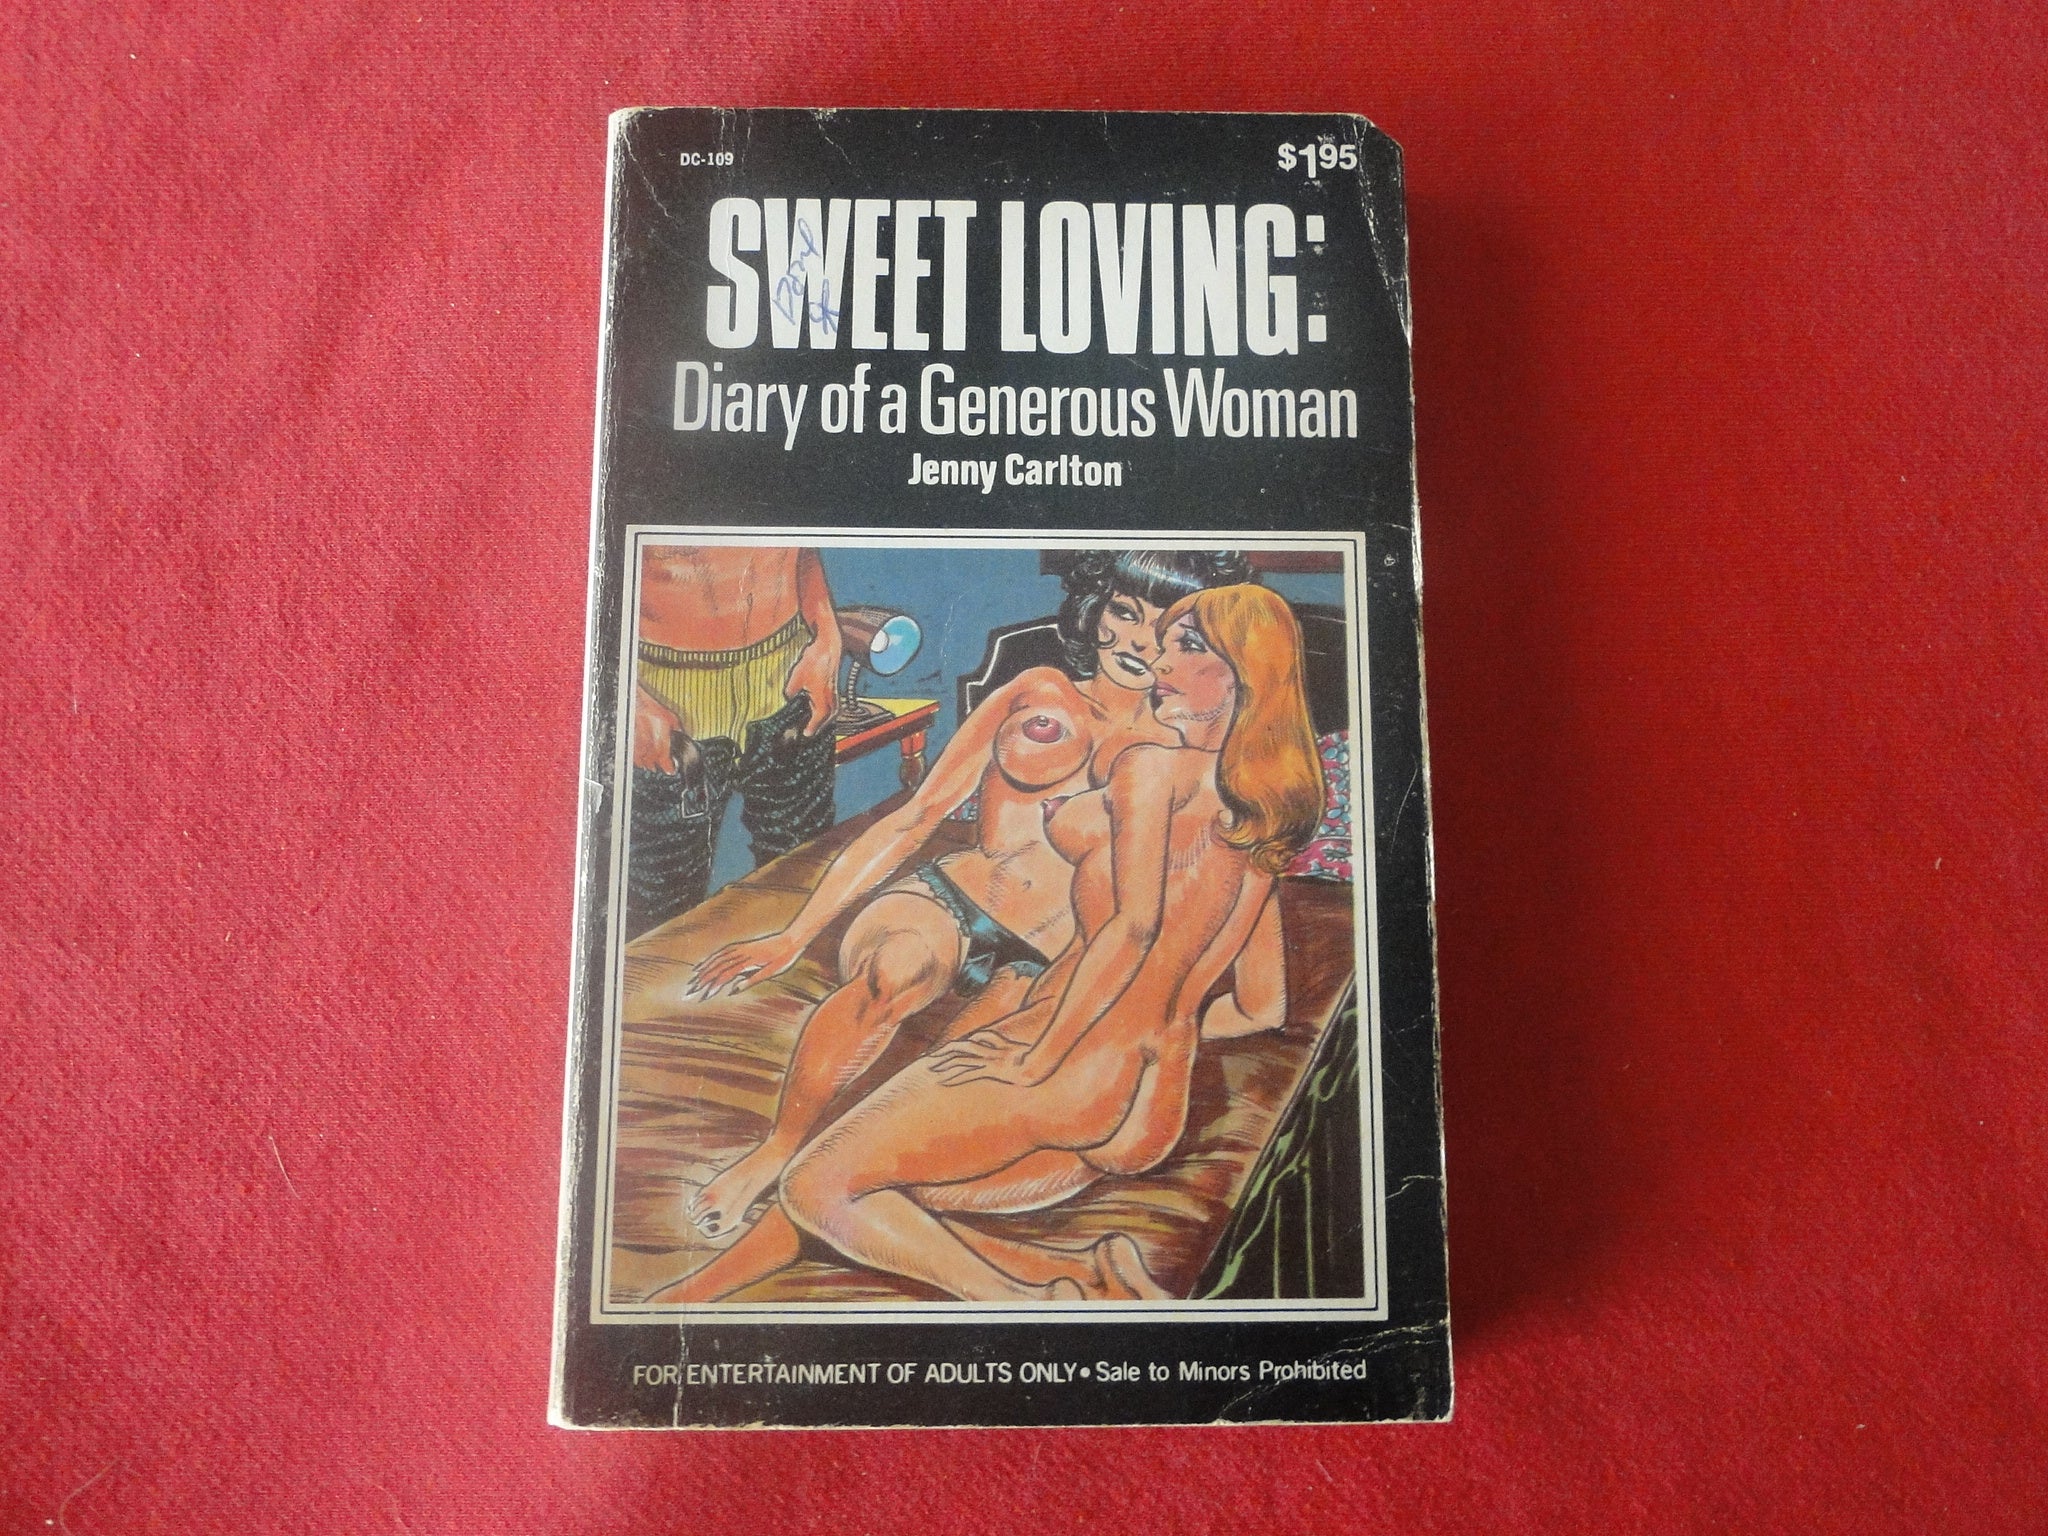 DC-109
$1.95
SWEET LOVING:
Diary of a Generous Woman
Jenny Carlton
FOR ENTERTAINMENT OF ADULTS ONLY • Sale to Minors Prohibited